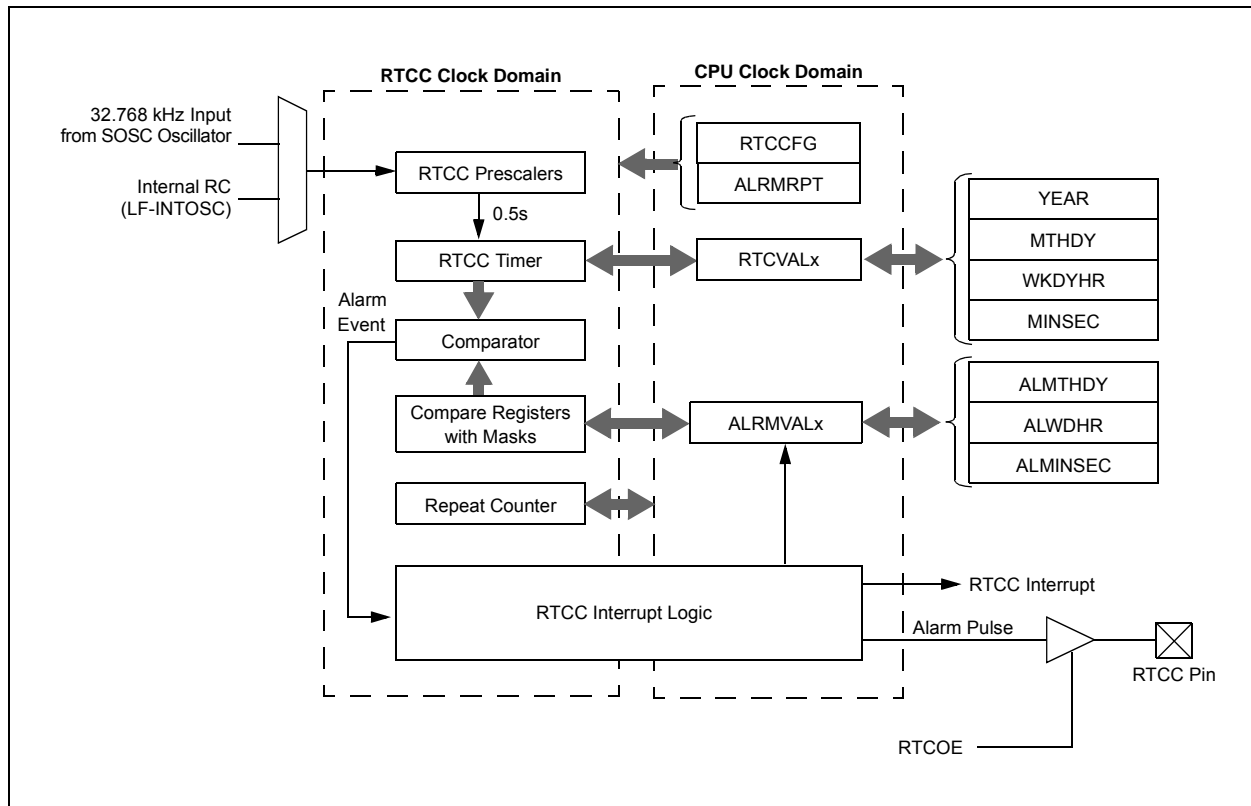 RTCC Clock Domain
CPU Clock Domain
32.768 kHz Input
from SOSC Oscillator
Internal RC
(LF-INTOSC)
RTCC Prescalers
0.5s
RTCC Timer
Alarm
Event
Comparator
Compare Registers
with Masks
Repeat Counter
RTCC Interrupt Logic
RTCCFG
ALRMRPT
RTCVALx
ALRMVALx
YEAR
MTHDY
WKDYHR
MINSEC
ALMTHDY
ALWDHR
ALMINSEC
RTCC Interrupt
Alarm Pulse
RTCC Pin
RTCOE